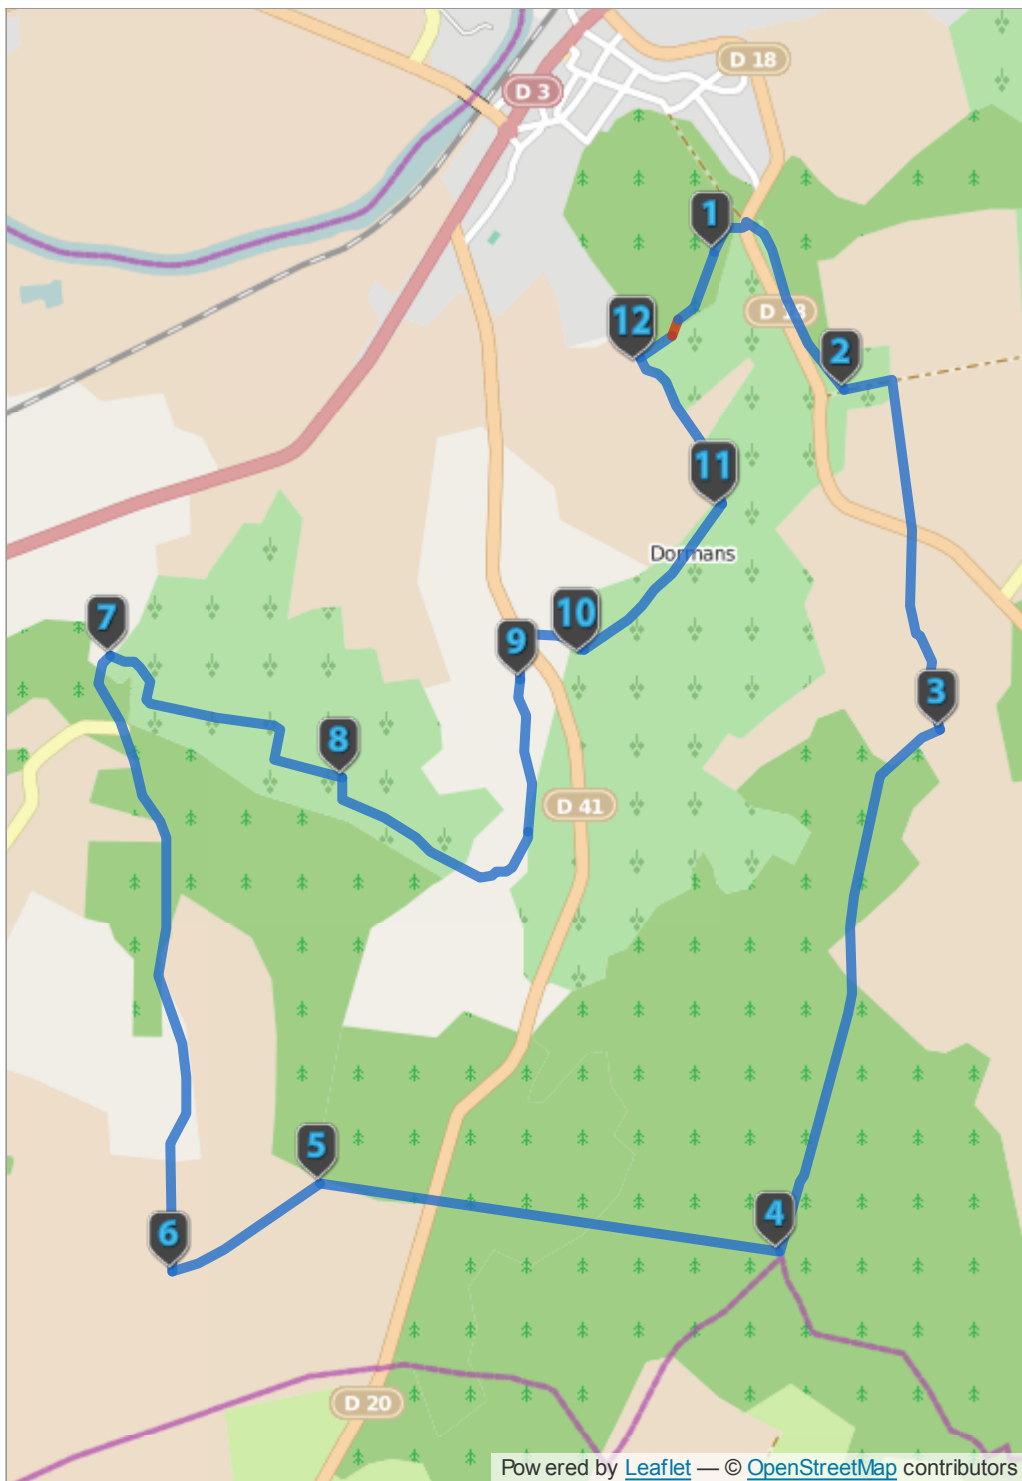 D 18
D 3
1
12
D 18
2
11
Dormans
10
7
9
3
8
D 41
5
4
6
D 20
Powered by Leaflet — © OpenStreetMap contributors